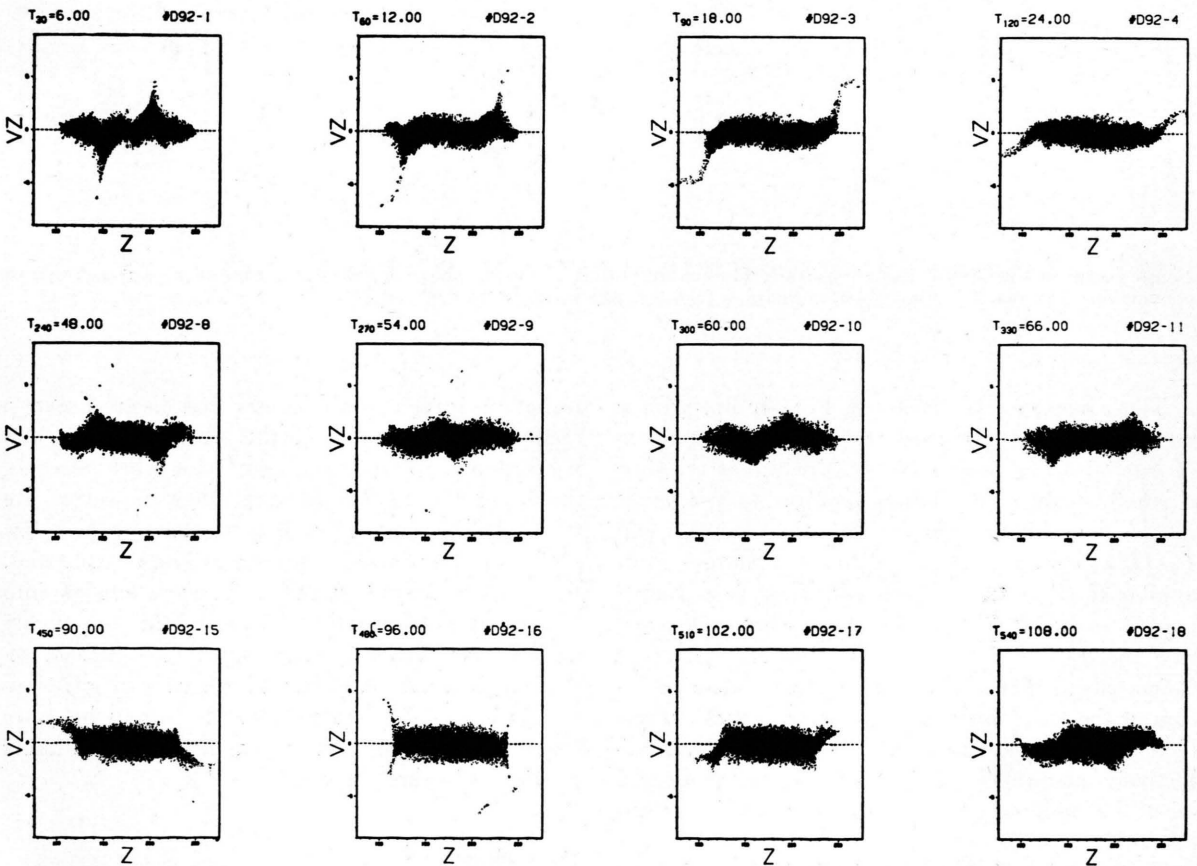 T30=6.00 #D92-1
VZ
Z
T60=12.00 #D92-2
VZ
Z
T90=18.00 #D92-3
VZ
Z
T120=24.00 #D92-4
VZ
Z
T240=48.00 #D92-8
VZ
Z
T270=54.00 #D92-9
VZ
Z
T300=60.00 #D92-10
VZ
Z
T330=66.00 #D92-11
VZ
Z
T450=90.00 #D92-15
VZ
Z
T480=96.00 #D92-16
VZ
Z
T510=102.00 #D92-17
VZ
Z
T540=108.00 #D92-18
VZ
Z